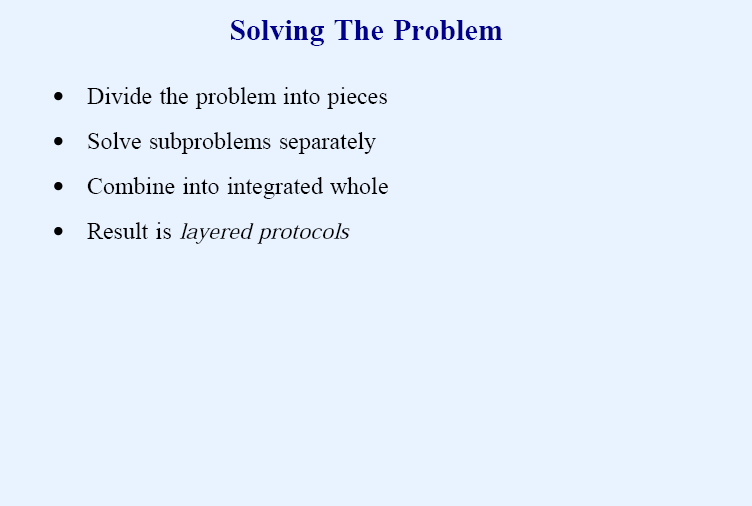 Solving The Problem
• Divide the problem into pieces
• Solve subproblems separately
• Combine into integrated whole
• Result is layered protocols